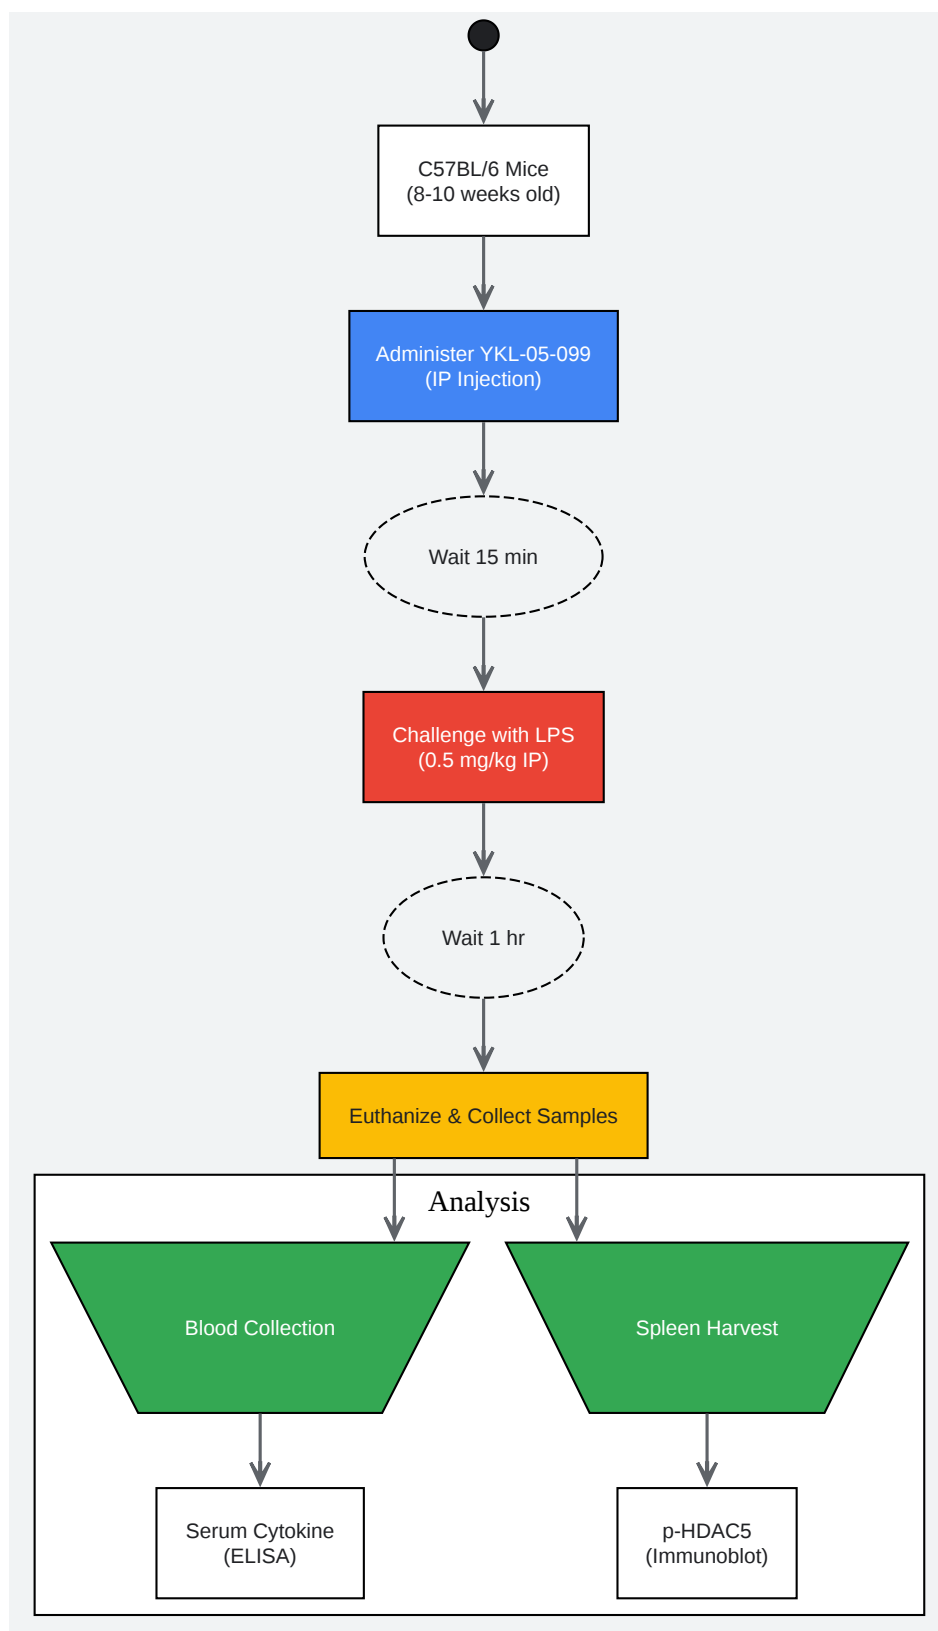 C57BL/6 Mice
(8-10 weeks old)
Administer YKL-05-099
(IP Injection)
Wait 15 min
Challenge with LPS
(0.5 mg/kg IP)
Wait 1 hr
Euthanize & Collect Samples
Analysis
Blood Collection
Spleen Harvest
Serum Cytokine
(ELISA)
p-HDAC5
(Immunoblot)